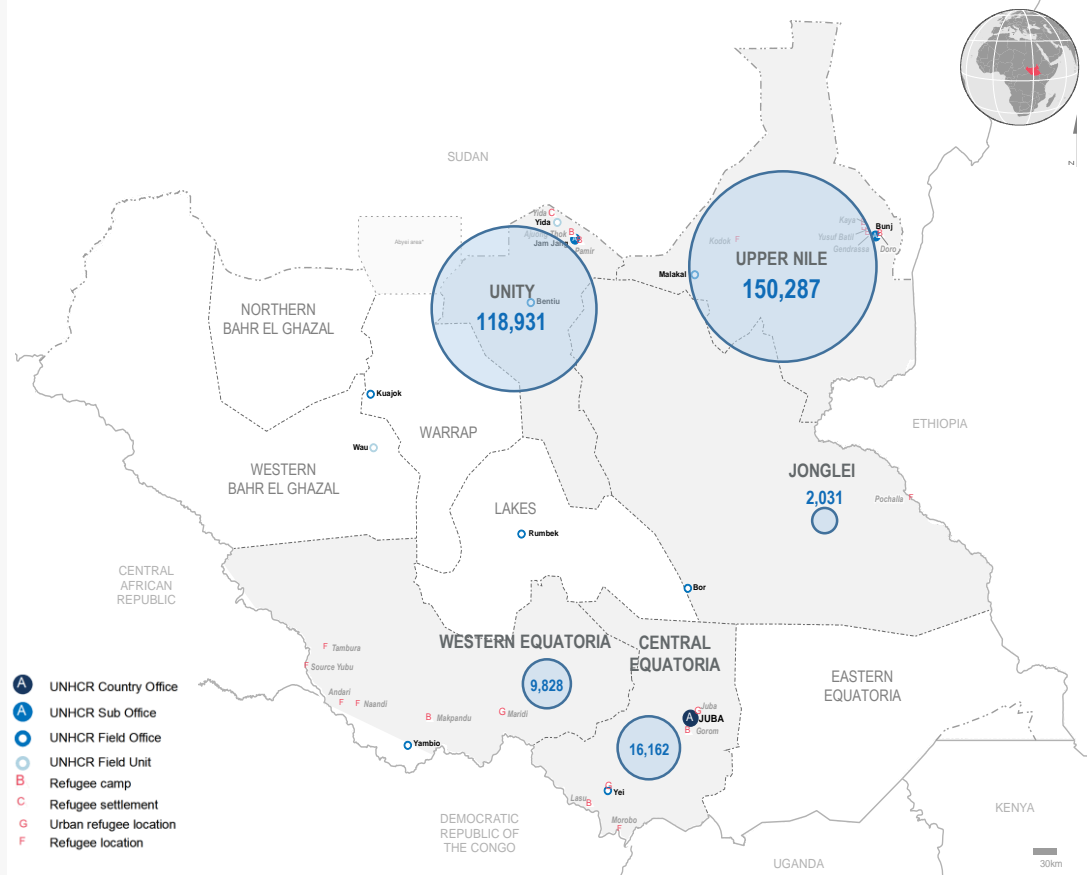 N
SUDAN
Yida C
Yida
Ajuong Thok B
Jam Jang
A
B
Pamir
Abyei area*
Kodok F
Kaya
Bunj
Yusuf Batil
B
A
B
Gendrassa
Doro
UPPER NILE
150,287
Malakal
UNITY
Bentiu
118,931
NORTHERN
BAHR EL GHAZAL
Kuajok
WARRAP
Wau
ETHIOPIA
WESTERN
BAHR EL GHAZAL
JONGLEI
2,031
Pochalla F
LAKES
Rumbek
CENTRAL
AFRICAN
REPUBLIC
Bor
WESTERN EQUATORIA
CENTRAL
EQUATORIA
F Tambura
F Source Yubu
9,828
EASTERN
EQUATORIA
Andari
F F Naandi
B Makpandu
G Maridi
Juba
G
A JUBA
B Gorom
Yambio
16,162
G
Yei
Lasu B
Morobo
F
A UNHCR Country Office
A UNHCR Sub Office
UNHCR Field Office
UNHCR Field Unit
B Refugee camp
C Refugee settlement
G Urban refugee location
F Refugee location
DEMOCRATIC
REPUBLIC OF
THE CONGO
KENYA
UGANDA
30km